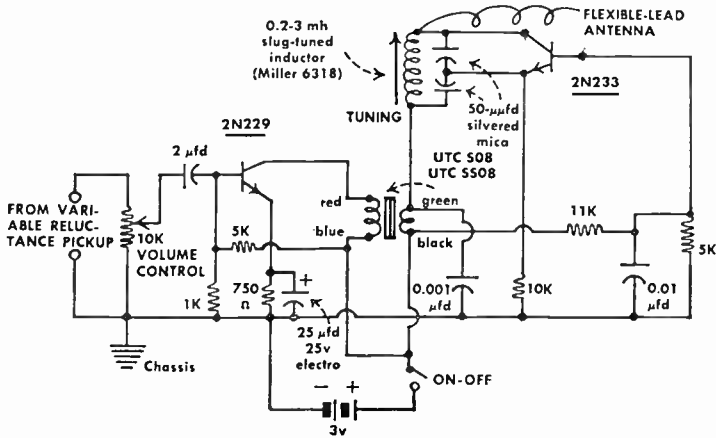 0.2-3 mh
slug-tuned
inductor
(Miller 6318)
FLEXIBLE-LEAD
ANTENNA
TUNING
50-µµfd
silvered
mica
2N233
2N229
2 µfd
UTC SO8
UTC SSO8
red
blue
green
black
FROM VARI-
ABLE RELUC-
TANCE PICKUP
10K
VOLUME
CONTROL
5K
11K
5K
1K
750
Ω
+
25 µfd
25v
electro
0.001
µfd
10K
0.01
µfd
Chassis
ON-OFF
- +
3v